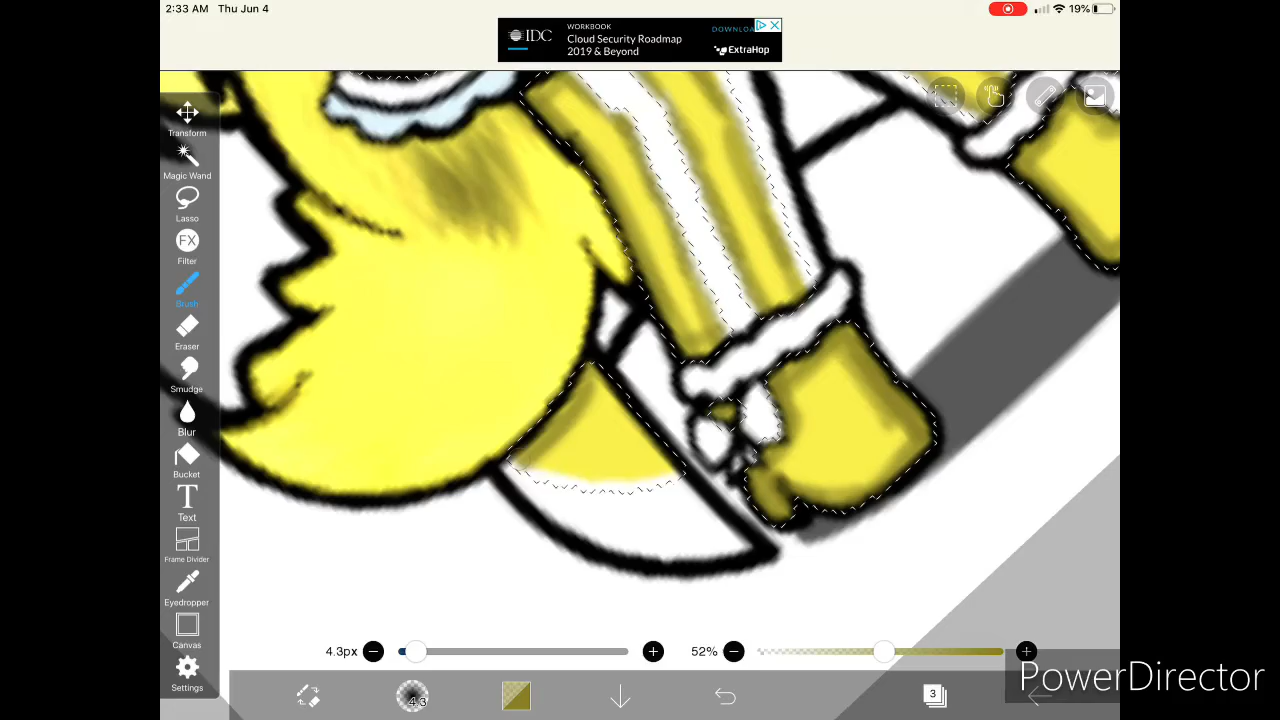 2:33 AM Thu Jun 4
19%
IDC
WORKBOOK
Cloud Security Roadmap
2019 & Beyond
DOWNLOA
ExtraHop
Transform
Magic Wand
Lasso
FX
Filter
Brush
Eraser
Smudge
Blur
Bucket
T
Text
Frame Divider
Eyedropper
Canvas
Settings
4.3px
52%
4.3
3
PowerDirector